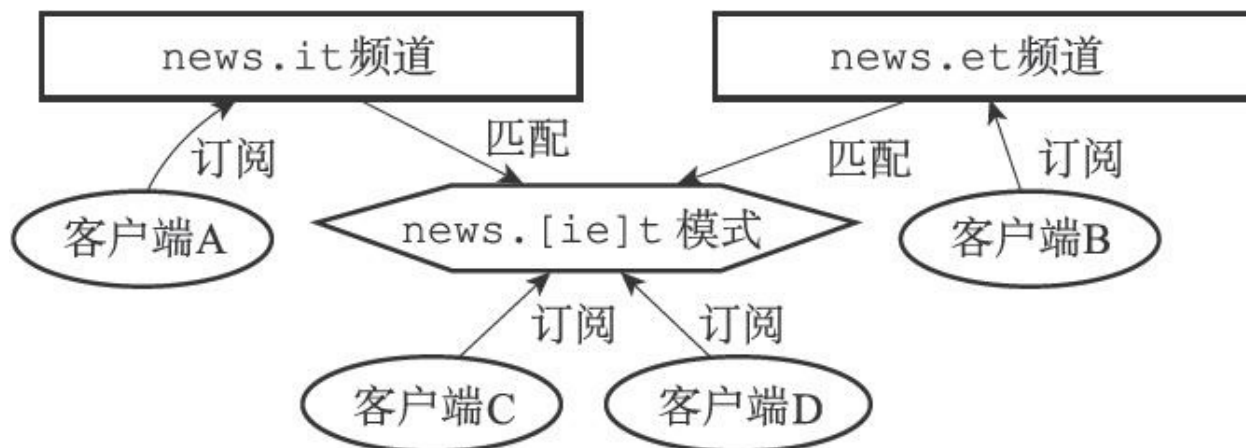 news.it频道
news.et频道
匹配
订阅
匹配
订阅
客户端A
news.[ie]t 模式
客户端B
订阅
订阅
客户端C
客户端D